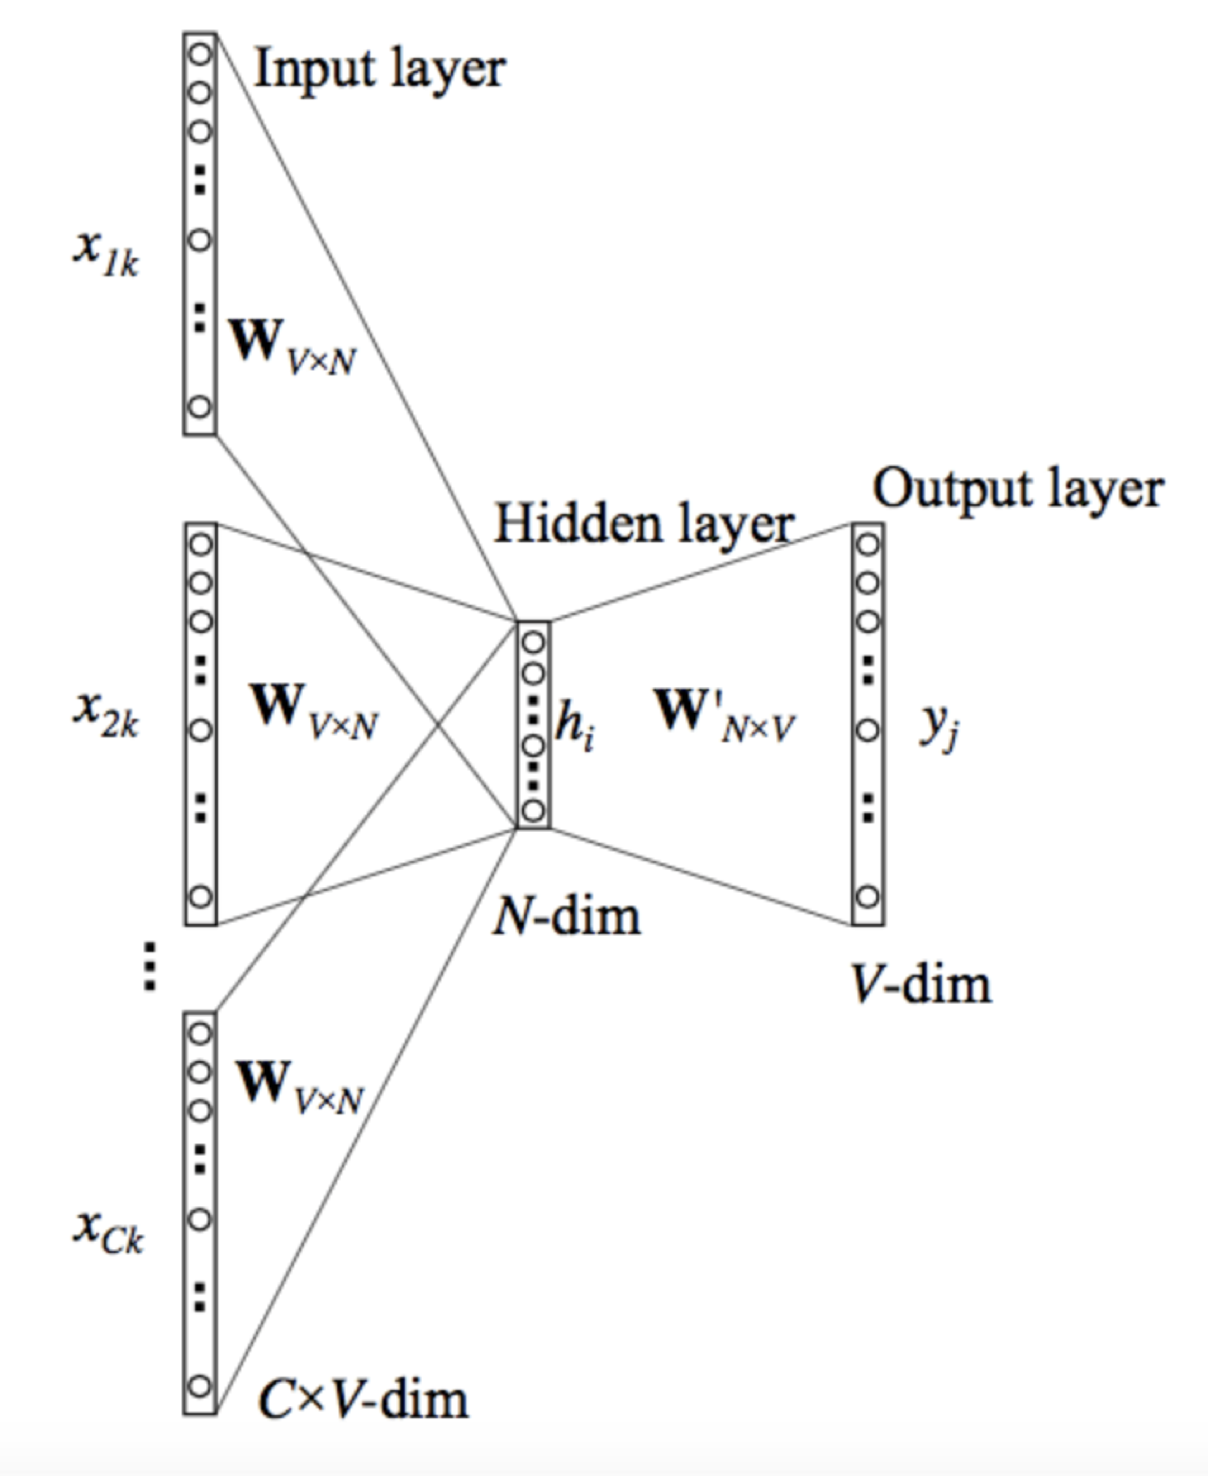 Input layer
x1k
WV×N
Output layer
Hidden layer
x2k
WV×N
hi
W'N×V
yj
N-dim
V-dim
WV×N
xCk
C×V-dim